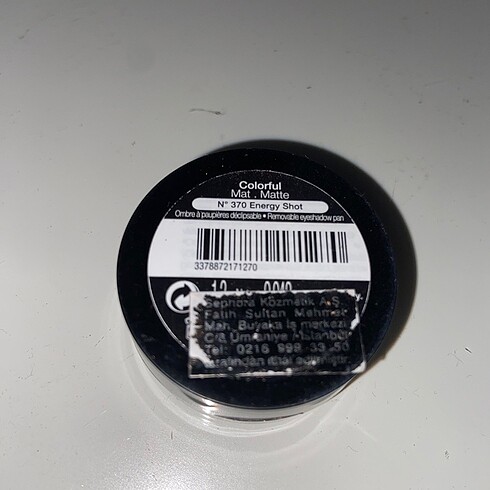 Colorful
Mat . Matte
N° 370 Energy Shot
Ombre à paupières déclipsable • Removable eyeshadow pan
3378872171270
Sephora Kozmetik A.Ş.
Fatih Sultan Mehmet
Mah. Buyaka İş merkezi
Ümraniye
Tel: 0216 999 33 50
tarafından ithal edilmiştir.